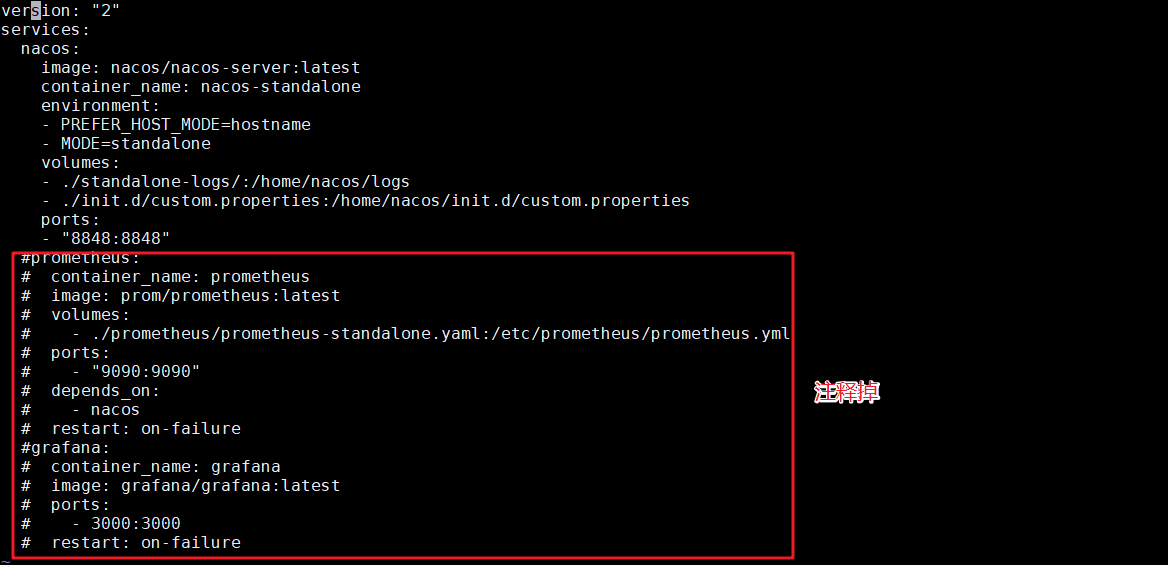 version: "2"
services:
  nacos:
    image: nacos/nacos-server:latest
    container_name: nacos-standalone
    environment:
    - PREFER_HOST_MODE=hostname
    - MODE=standalone
    volumes:
    - ./standalone-logs/:/home/nacos/logs
    - ./init.d/custom.properties:/home/nacos/init.d/custom.properties
    ports:
    - "8848:8848"
  #prometheus:
  #  container_name: prometheus
  #  image: prom/prometheus:latest
  #  volumes:
  #    - ./prometheus/prometheus-standalone.yaml:/etc/prometheus/prometheus.yml
  #  ports:
  #    - "9090:9090"
  #  depends_on:
  #    - nacos
  #  restart: on-failure
  #grafana:
  #  container_name: grafana
  #  image: grafana/grafana:latest
  #  ports:
  #    - 3000:3000
  #  restart: on-failure
~
注释掉